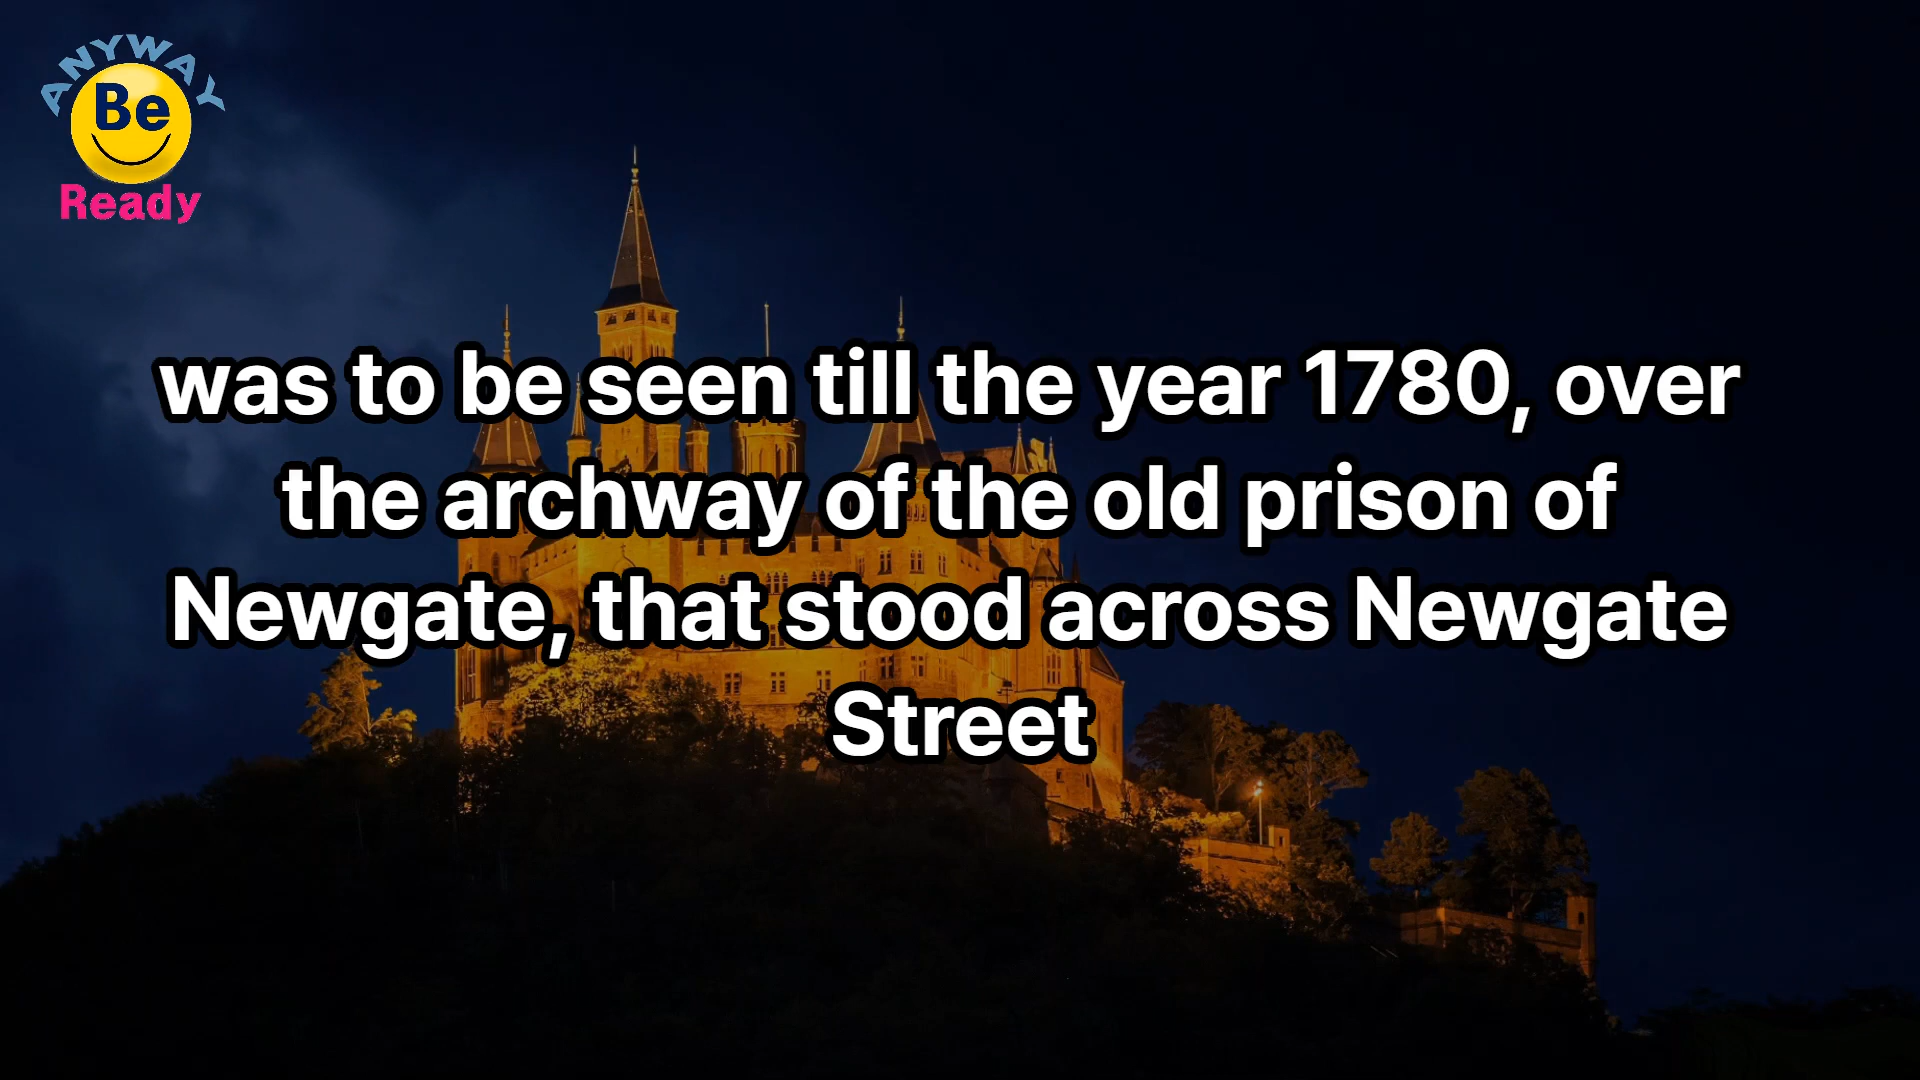 ANYWAY
Be
Ready
was to be seen till the year 1780, over
the archway of the old prison of
Newgate, that stood across Newgate
Street